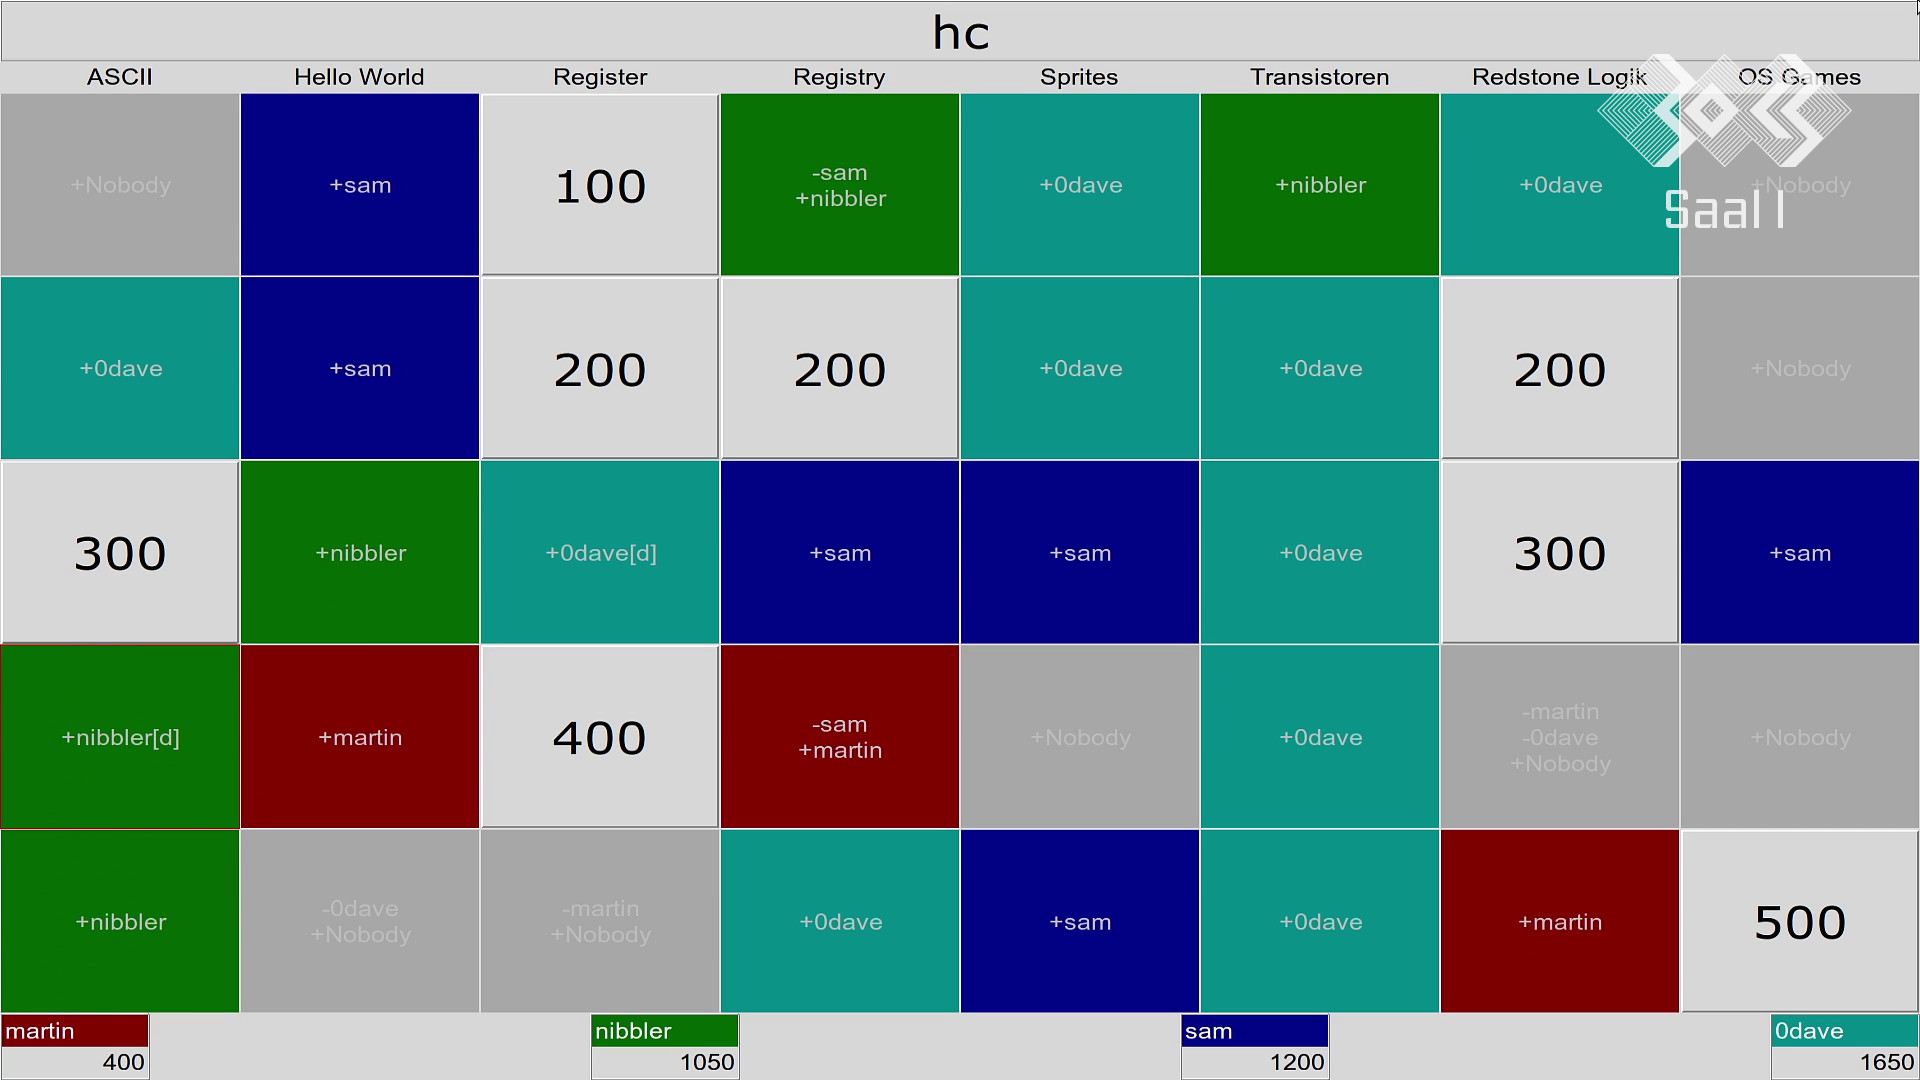 hc
ASCII Hello World Register Registry Sprites Transistoren Redstone Logik OS Games
+Nobody +sam 100 -sam +0dave +nibbler +0dave +Nobody
+nibbler
Saal 1
+0dave +sam 200 200 +0dave +0dave 200 +Nobody
300 +nibbler +0dave[d] +sam +sam +0dave 300 +sam
+nibbler[d] +martin 400 -sam +Nobody +0dave -martin +Nobody
+martin -0dave
+Nobody
+nibbler -0dave -martin +0dave +sam +0dave +martin 500
+Nobody +Nobody
martin nibbler sam 0dave
400 1050 1200 1650